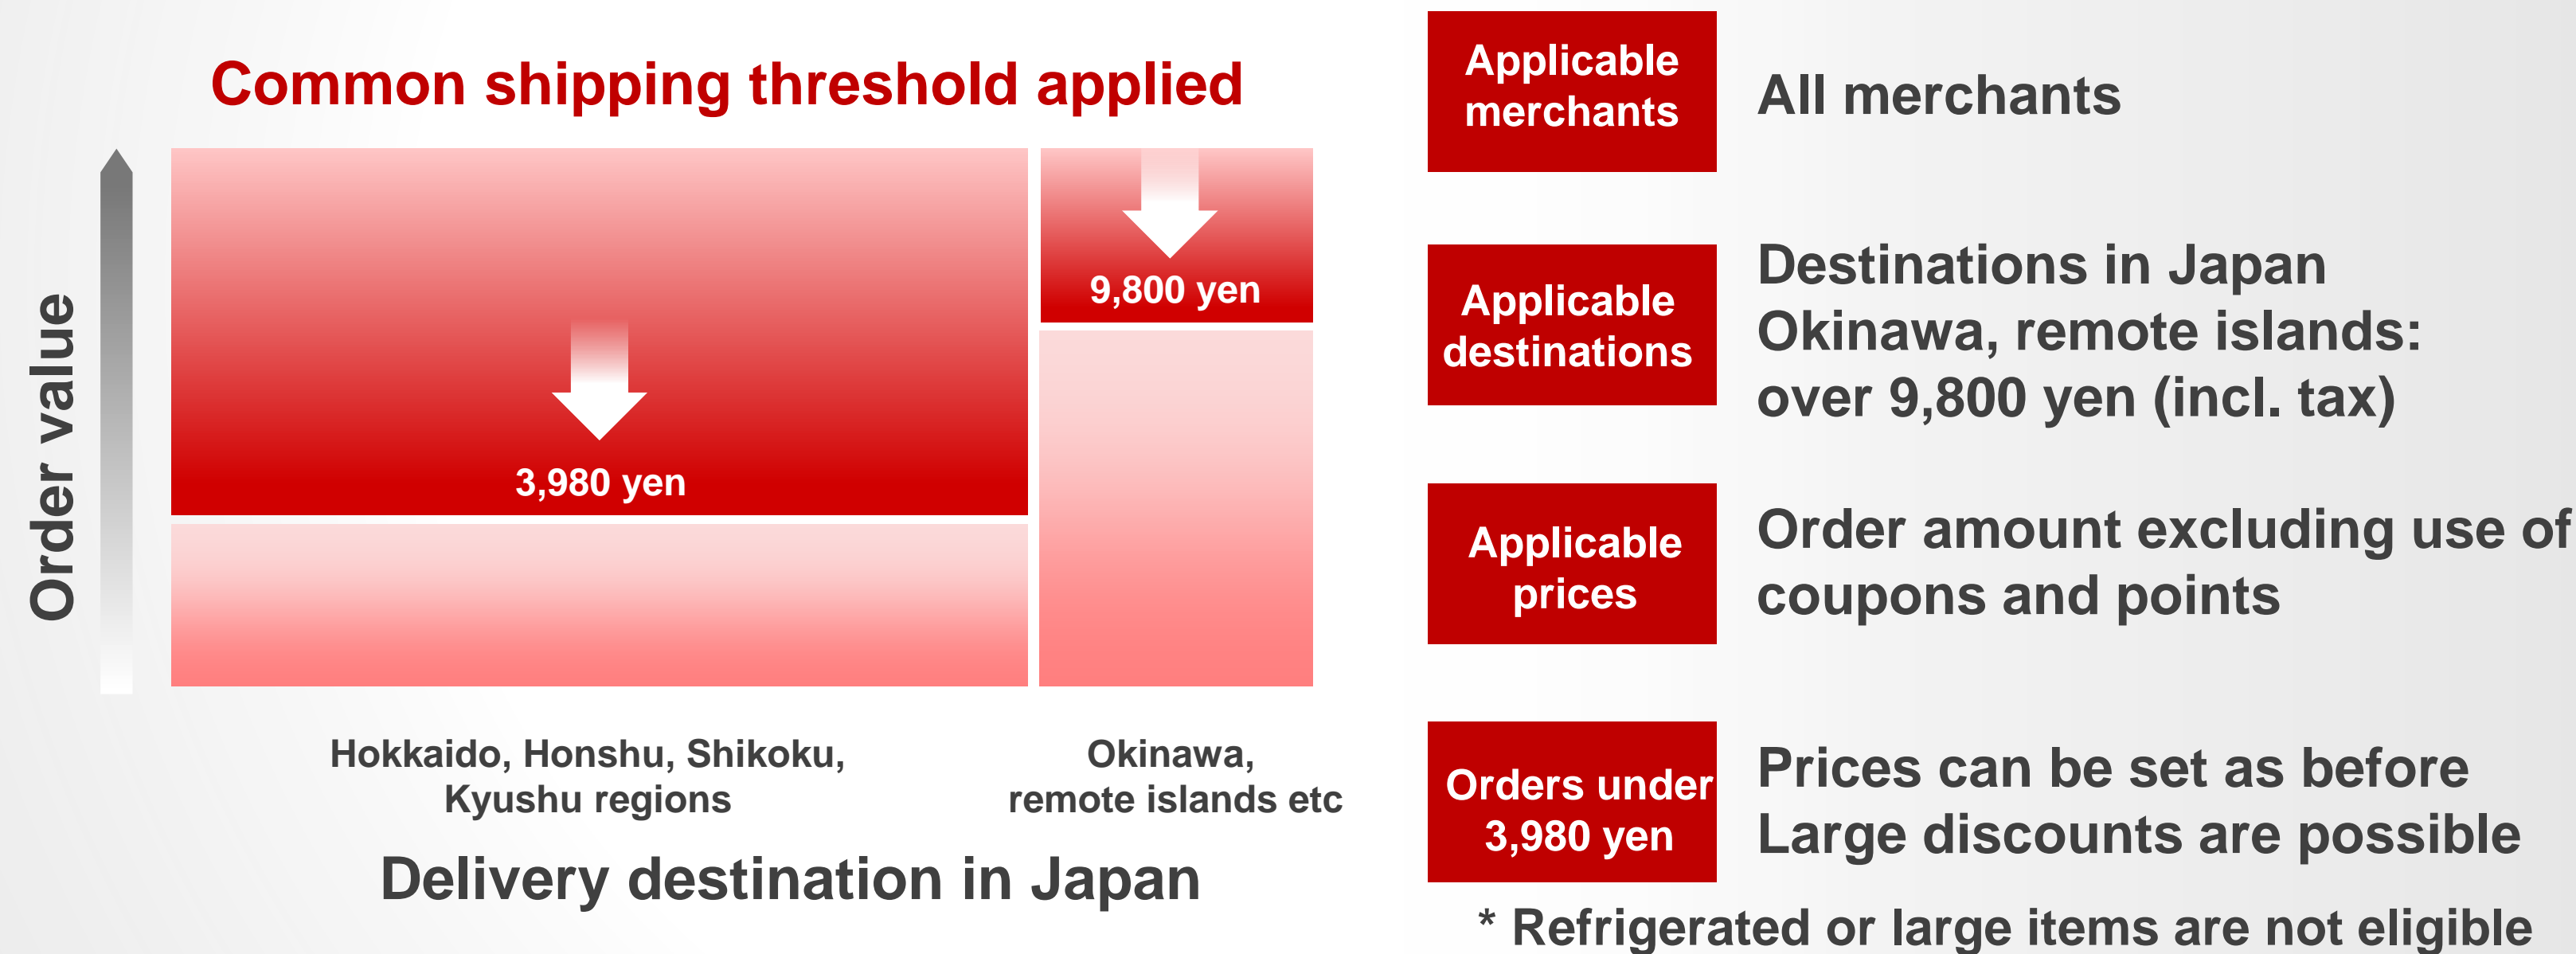 Common shipping threshold applied
Order value
3,980 yen
9,800 yen
Hokkaido, Honshu, Shikoku,
Kyushu regions
Okinawa,
remote islands etc
Delivery destination in Japan
Applicable
merchants
All merchants
Applicable
destinations
Destinations in Japan
Okinawa, remote islands:
over 9,800 yen (incl. tax)
Applicable
prices
Order amount excluding use of
coupons and points
Orders under
3,980 yen
Prices can be set as before
Large discounts are possible
* Refrigerated or large items are not eligible